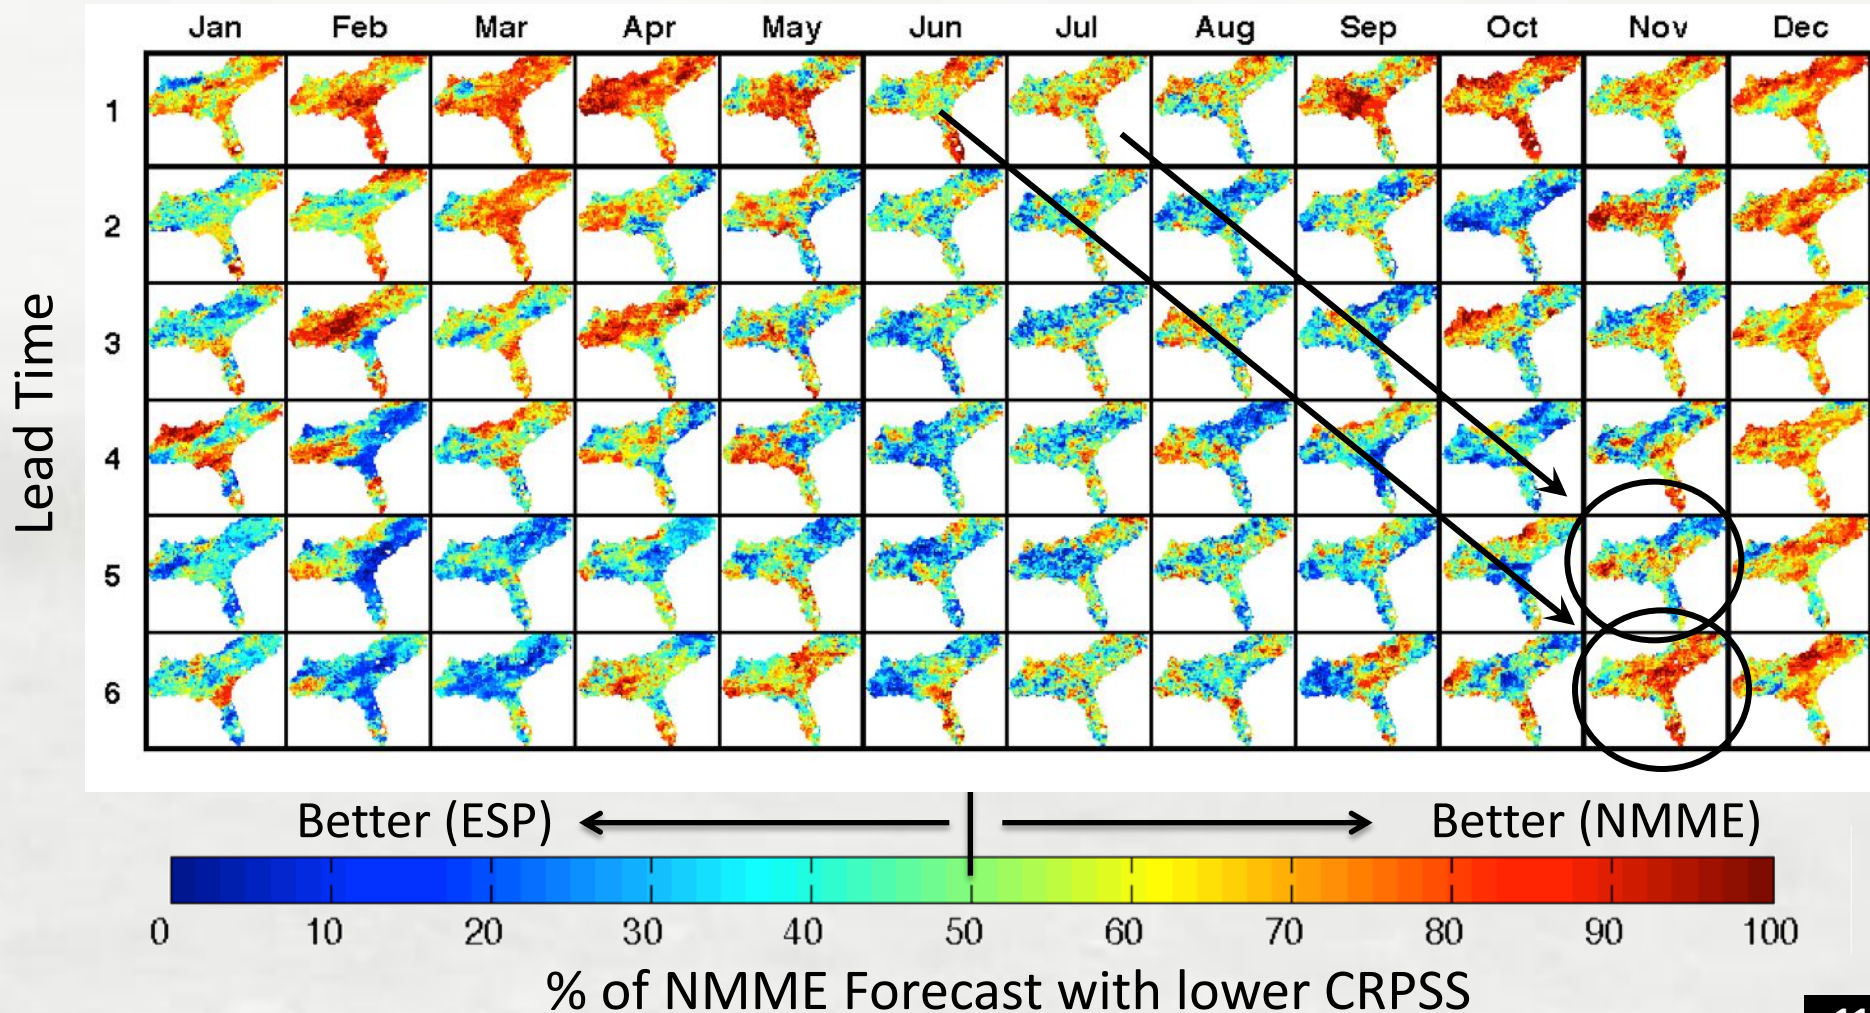 Jan Feb Mar Apr May Jun Jul Aug Sep Oct Nov Dec
Lead Time
1
2
3
4
5
6
Better (ESP) Better (NMME)
0 10 20 30 40 50 60 70 80 90 100
% of NMME Forecast with lower CRPSS